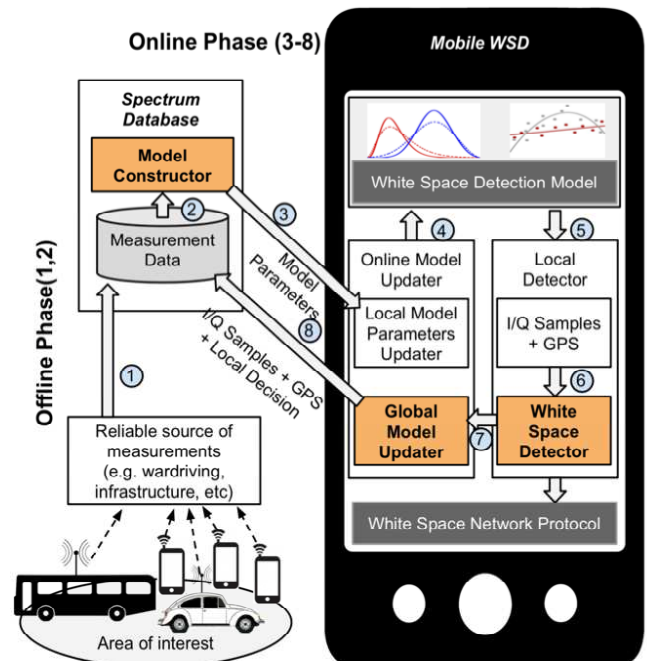 Online Phase (3-8)
Mobile WSD
Spectrum
Database
Model
Constructor
2
Measurement
Data
3
Model
Parameters
8
I/Q Samples + GPS
+ Local Decision
Offline Phase(1,2)
1
Reliable source of
measurements
(e.g. wardriving,
infrastructure, etc)
Area of interest
White Space Detection Model
4
5
Online Model
Updater
Local Model
Parameters
Updater
Global
Model
Updater
Local
Detector
I/Q Samples
+ GPS
6
White
Space
Detector
7
White Space Network Protocol